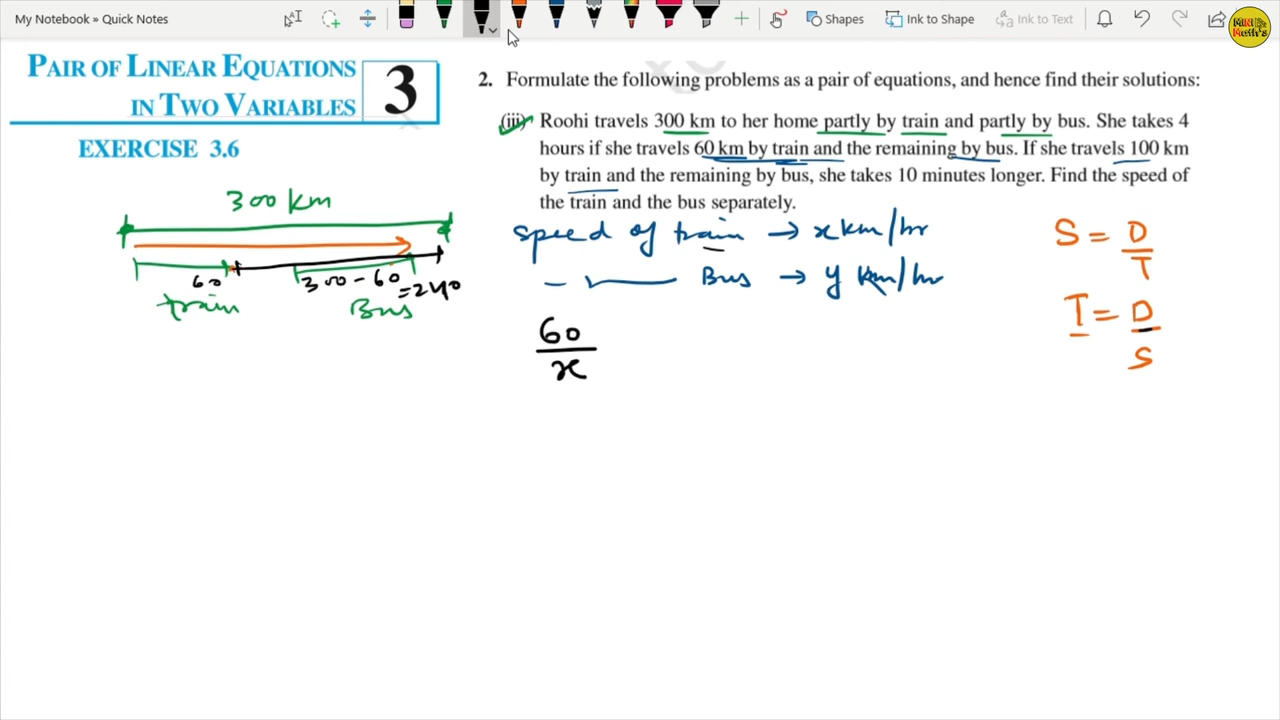 My Notebook » Quick Notes
Shapes
Ink to Shape
Ink to Text
MiNi Math's
PAIR OF LINEAR EQUATIONS
IN TWO VARIABLES
3
EXERCISE 3.6
2. Formulate the following problems as a pair of equations, and hence find their solutions:
(iii) Roohi travels 300 km to her home partly by train and partly by bus. She takes 4
hours if she travels 60 km by train and the remaining by bus. If she travels 100 km
by train and the remaining by bus, she takes 10 minutes longer. Find the speed of
the train and the bus separately.
300 km
60
300 - 60
=240
train
Bus
speed of train → x km/hr
Bus → y km/hr
60
x
S = D
T
T = D
S